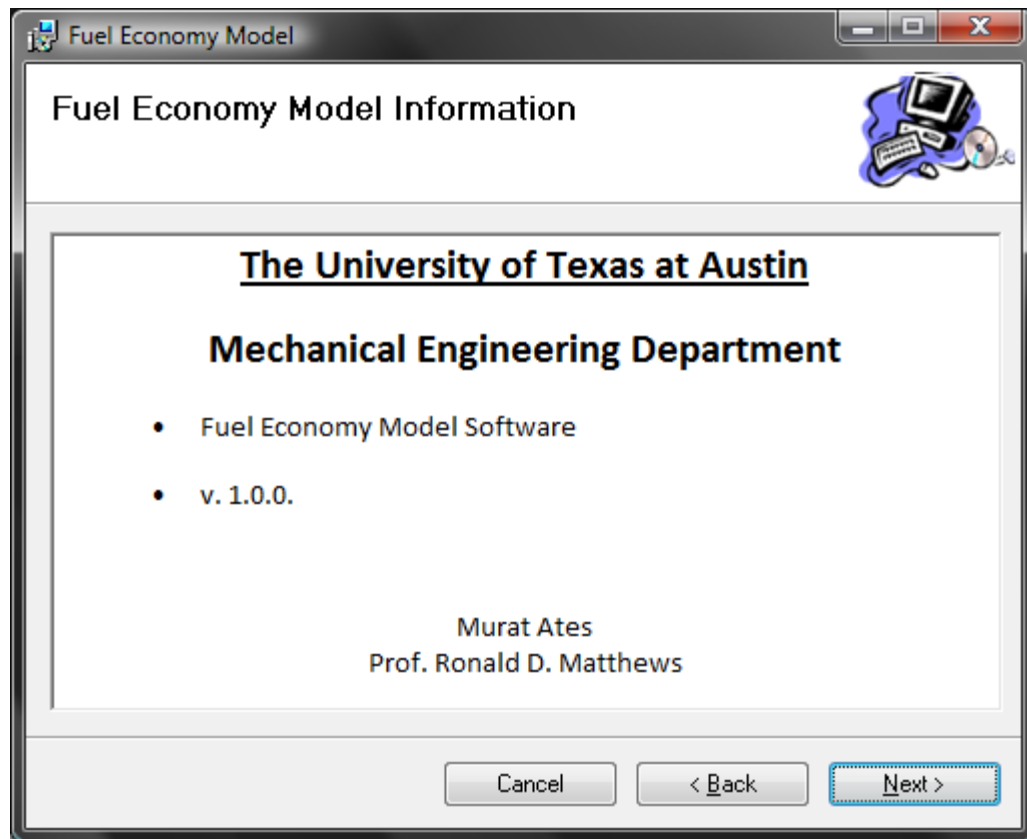 Fuel Economy Model
Fuel Economy Model Information
The University of Texas at Austin
Mechanical Engineering Department
• Fuel Economy Model Software
• v. 1.0.0.
Murat Ates
Prof. Ronald D. Matthews
Cancel
< Back
Next >